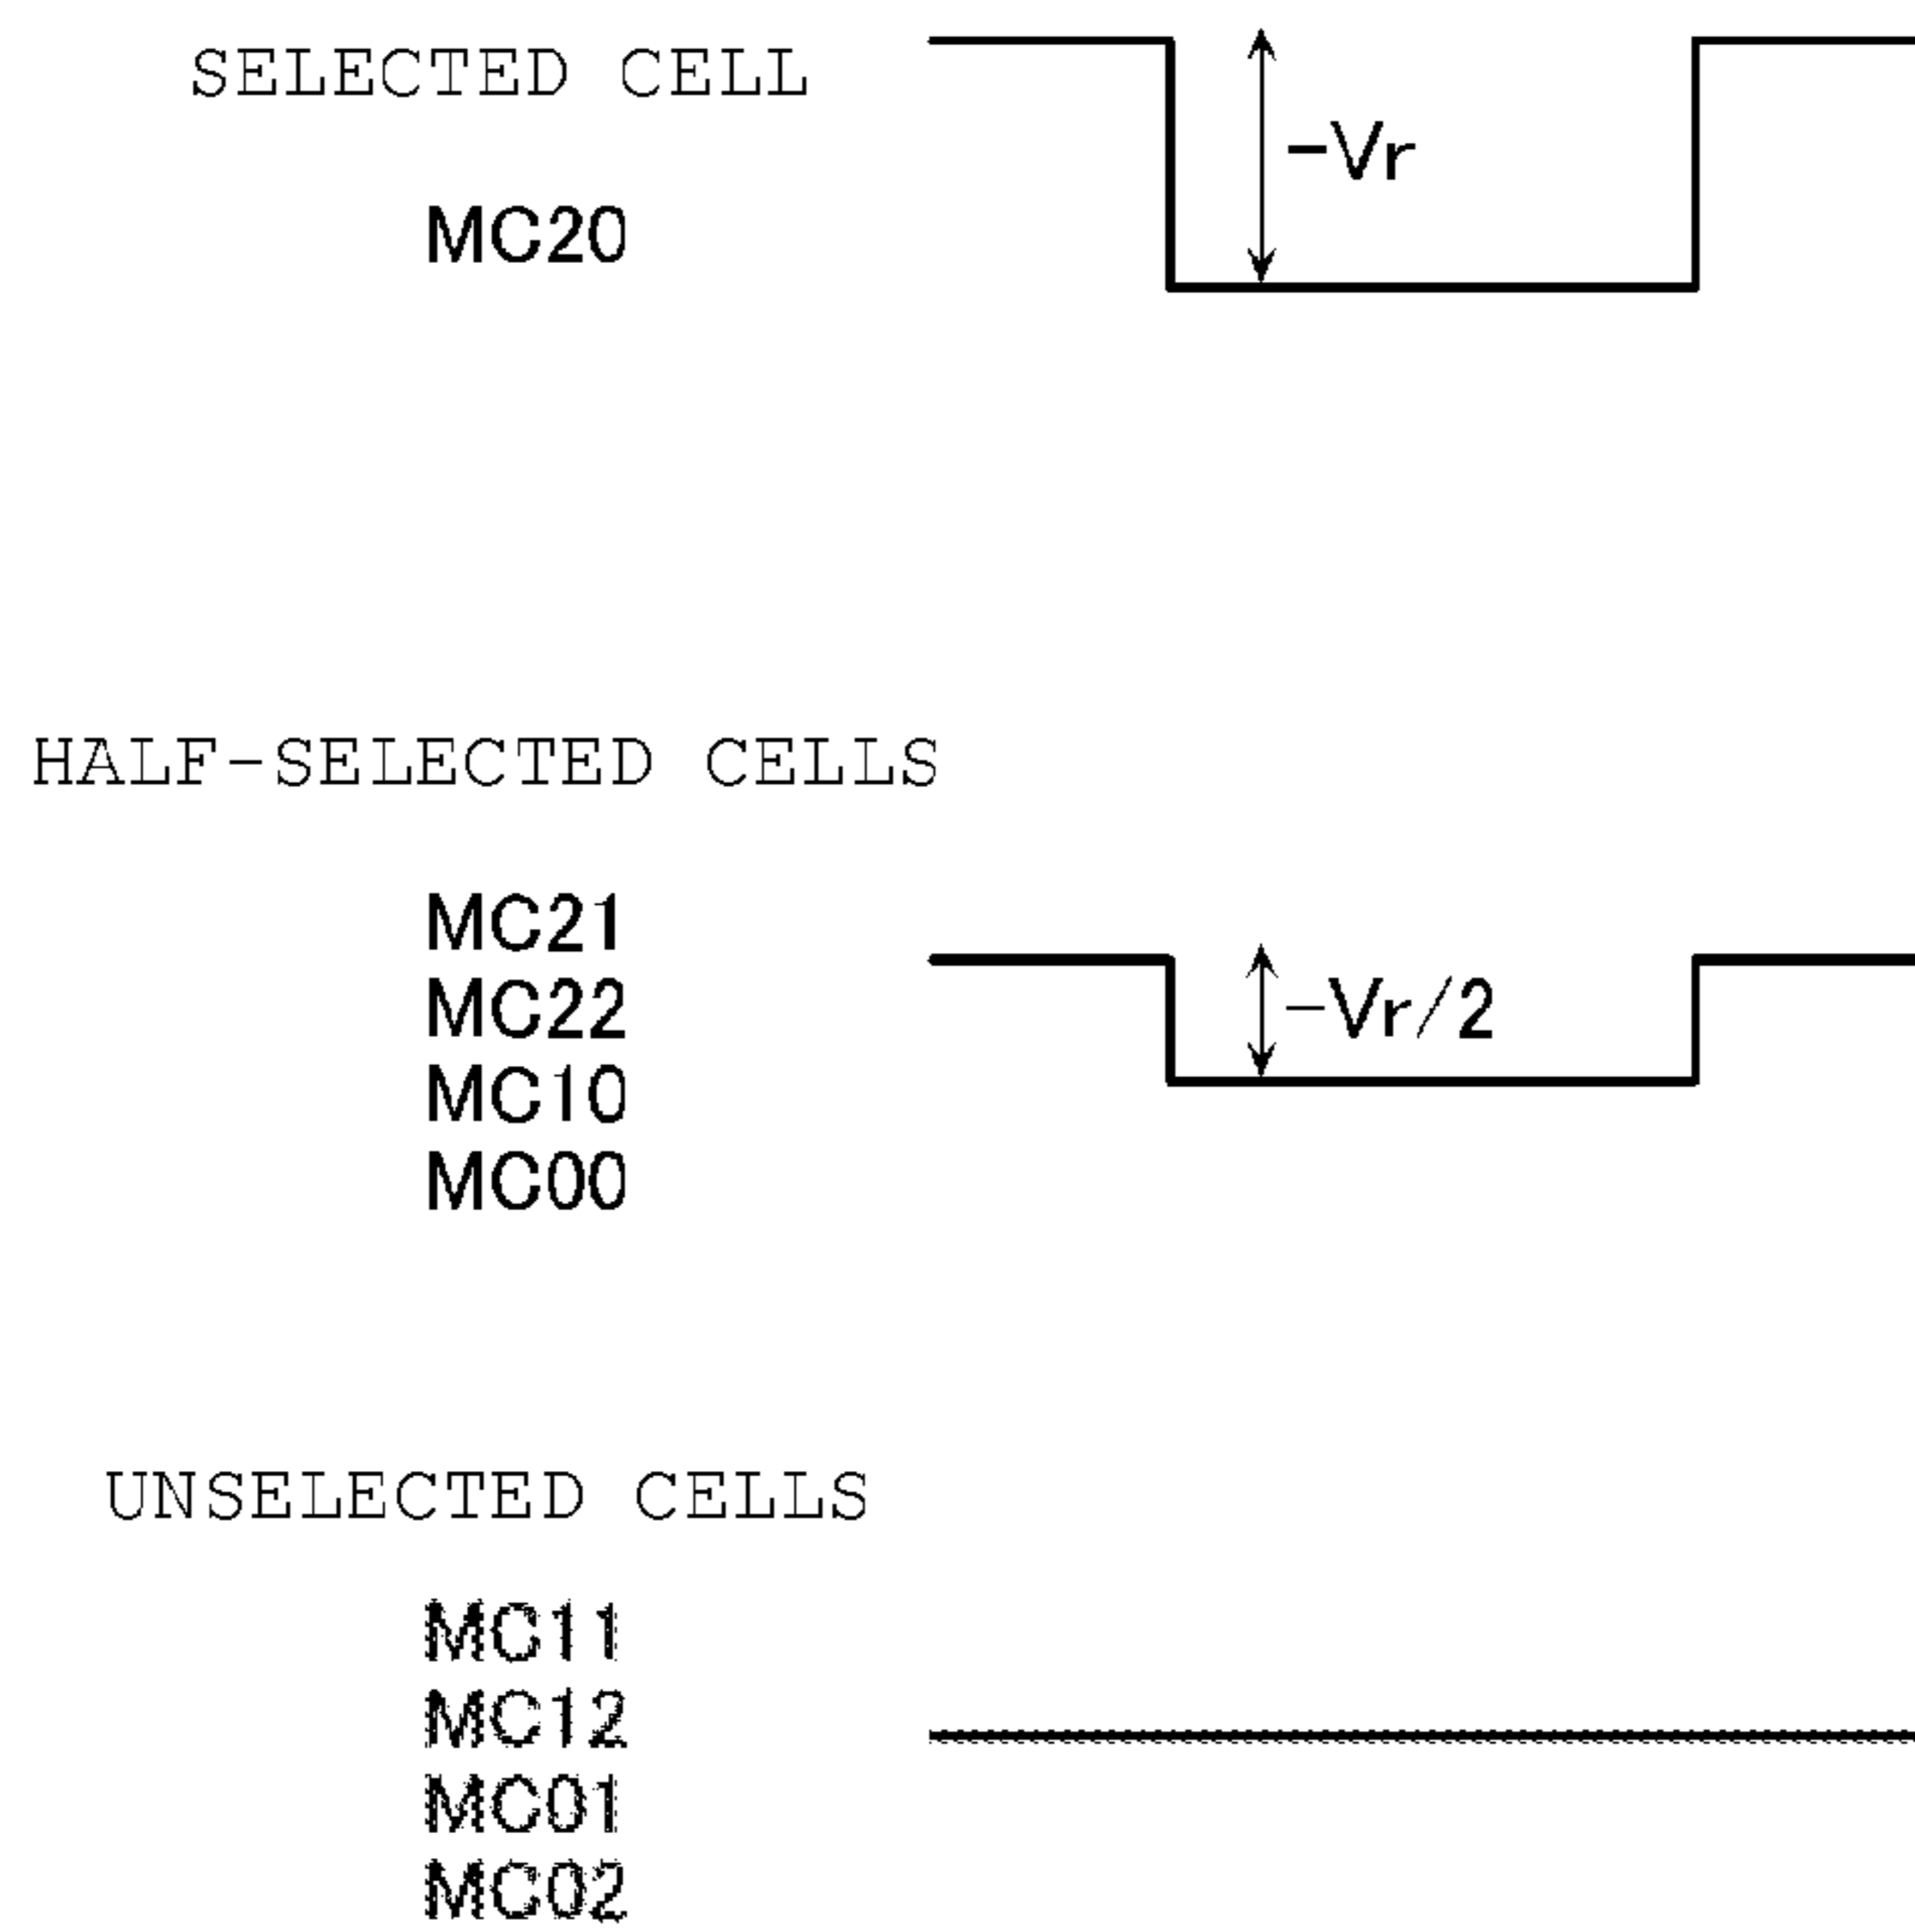 SELECTED CELL
-Vr
MC20
HALF-SELECTED CELLS
MC21
MC22
-Vr/2
MC10
MC00
UNSELECTED CELLS
MC11
MC12
MC01
MC02